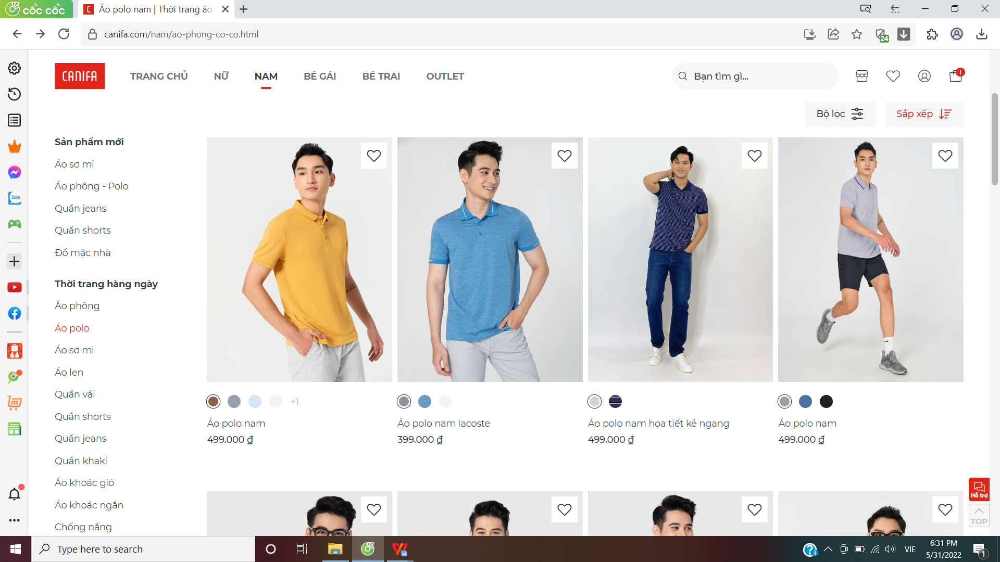 cốc cốc
Áo polo nam | Thời trang áo
canifa.com/nam/ao-phong-co-co.html
24
CANIFA
TRANG CHỦ
NỮ
NAM
BÉ GÁI
BÉ TRAI
OUTLET
Bạn tìm gì...
1
Bộ lọc
Sắp xếp
Sản phẩm mới
Áo sơ mi
Áo phông - Polo
Quần jeans
Quần shorts
Đồ mặc nhà
Thời trang hàng ngày
Áo phông
Áo polo
Áo sơ mi
Áo len
Quần vải
Quần shorts
Quần jeans
Quần khaki
Áo khoác gió
Áo khoác ngắn
Chống nắng
Zalo
6.6
+1
Áo polo nam
499.000 ₫
Áo polo nam lacoste
399.000 ₫
Áo polo nam họa tiết kẻ ngang
499.000 ₫
Áo polo nam
499.000 ₫
Hỗ trợ
TOP
Type here to search
VIE
6:31 PM
5/31/2022
1